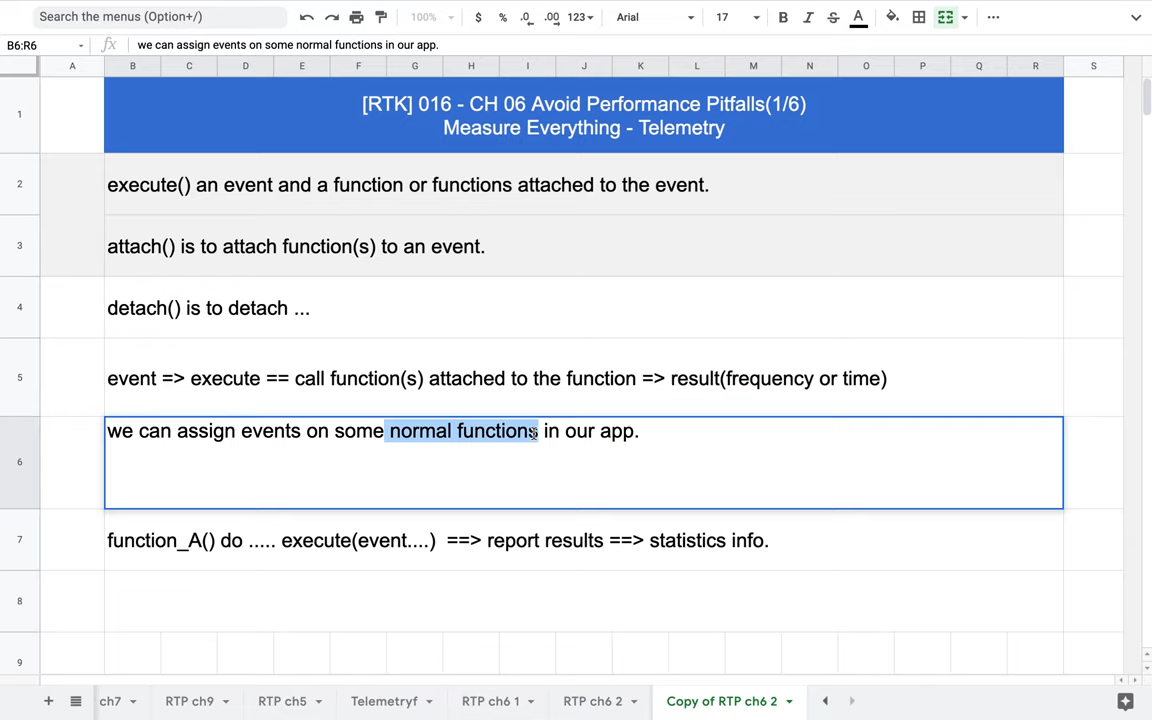 Search the menus (Option+/)
100%
$
%
.0
.00
123
Arial
17
B
I
S
A
B6:R6
fx
we can assign events on some normal functions in our app.
A B C D E F G H I J K L M N O P Q R S
1
[RTK] 016 - CH 06 Avoid Performance Pitfalls(1/6)
Measure Everything - Telemetry
2
execute() an event and a function or functions attached to the event.
3
attach() is to attach function(s) to an event.
4
detach() is to detach ...
5
event => execute == call function(s) attached to the function => result(frequency or time)
6
we can assign events on some normal functions in our app.
7
function_A() do ..... execute(event....) ==> report results ==> statistics info.
8
9
ch7
RTP ch9
RTP ch5
Telemetryf
RTP ch6 1
RTP ch6 2
Copy of RTP ch6 2